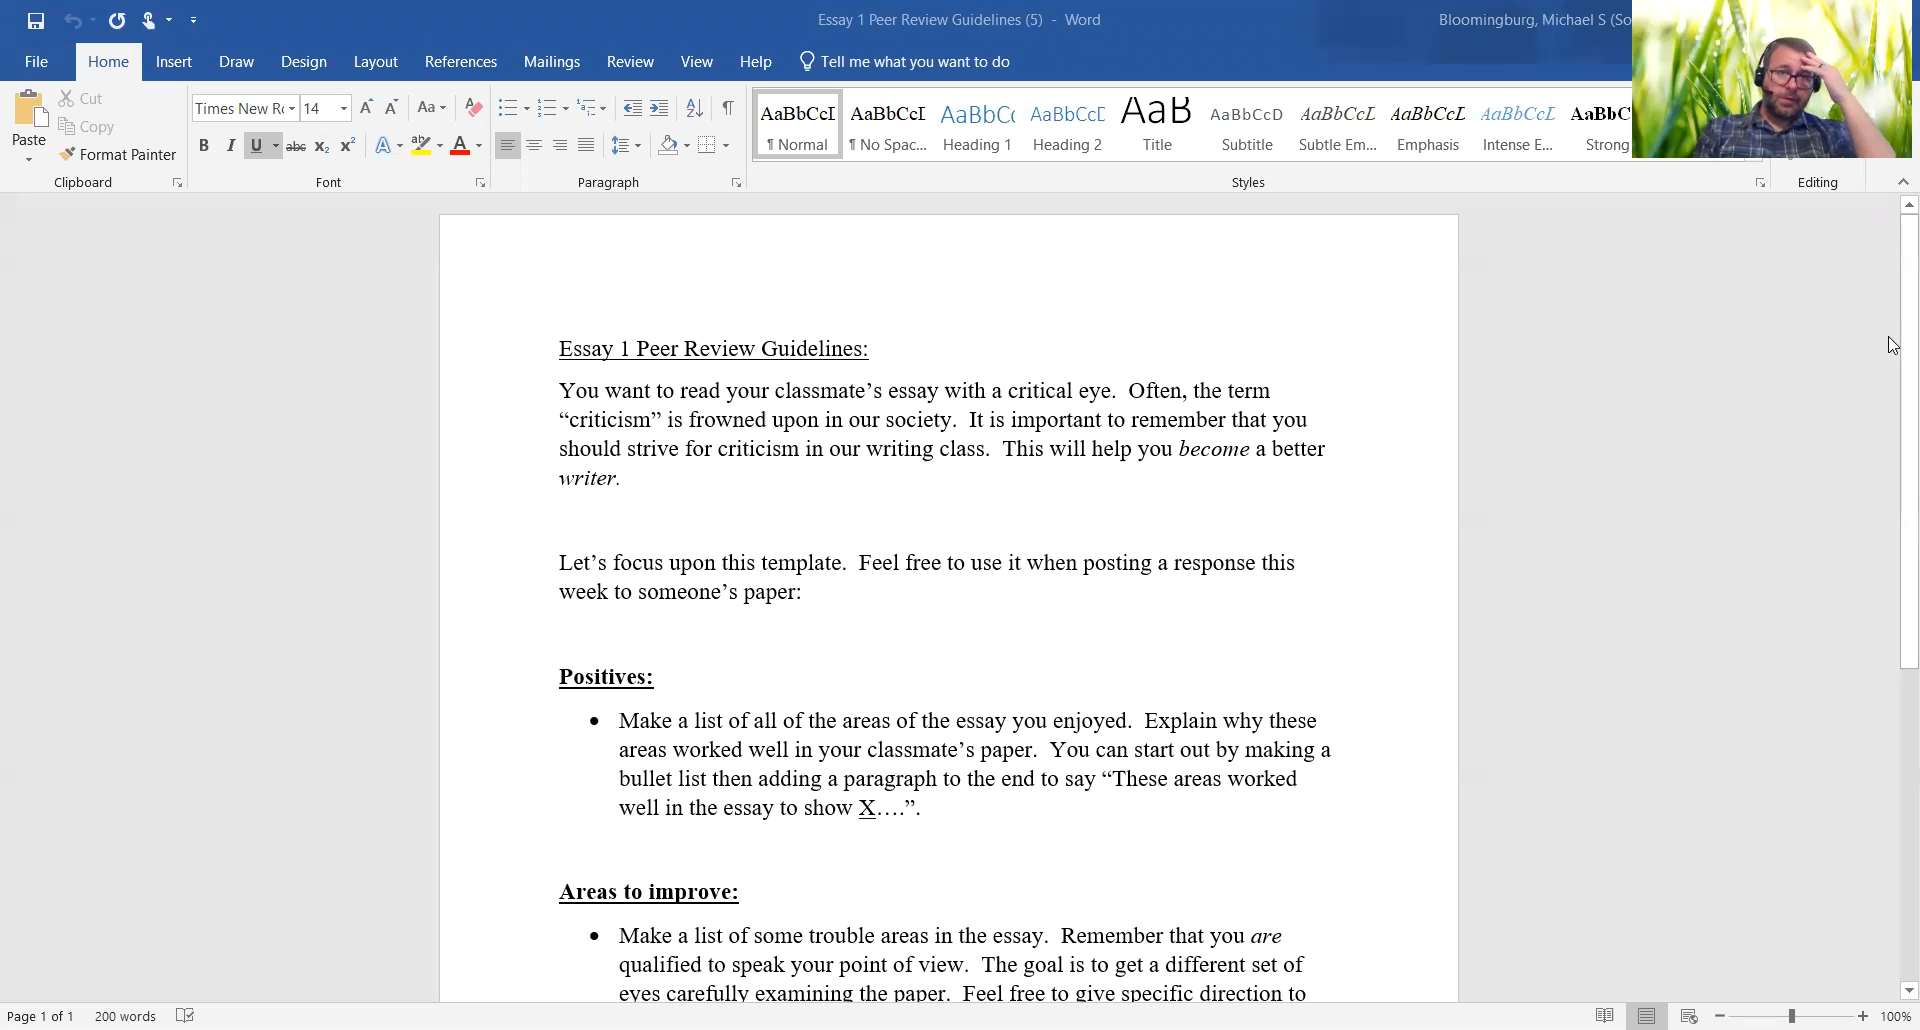 Essay 1 Peer Review Guidelines (5) - Word
Bloomingburg, Michael S (So
File Home Insert Draw Design Layout References Mailings Review View Help Tell me what you want to do
Paste
Cut
Copy
Format Painter
Clipboard
Times New Ro 14
Aa
B I U abc X₂ X² A ab A
Font
Paragraph
AaBbCcI AaBbCcI AaBbC AaBbCcD AaB AaBbCcD AaBbCcL AaBbCcL AaBbCcL AaBbC
¶ Normal ¶ No Spac... Heading 1 Heading 2 Title Subtitle Subtle Em... Emphasis Intense E... Strong
Styles
Editing
Essay 1 Peer Review Guidelines:
You want to read your classmate’s essay with a critical eye.  Often, the term
“criticism” is frowned upon in our society.  It is important to remember that you
should strive for criticism in our writing class.  This will help you become a better
writer.
Let’s focus upon this template.  Feel free to use it when posting a response this
week to someone’s paper:
Positives:
• Make a list of all of the areas of the essay you enjoyed.  Explain why these
areas worked well in your classmate’s paper.  You can start out by making a
bullet list then adding a paragraph to the end to say “These areas worked
well in the essay to show X….”.
Areas to improve:
• Make a list of some trouble areas in the essay.  Remember that you are
qualified to speak your point of view.  The goal is to get a different set of
eyes carefully examining the paper.  Feel free to give specific direction to
Page 1 of 1 200 words
100%